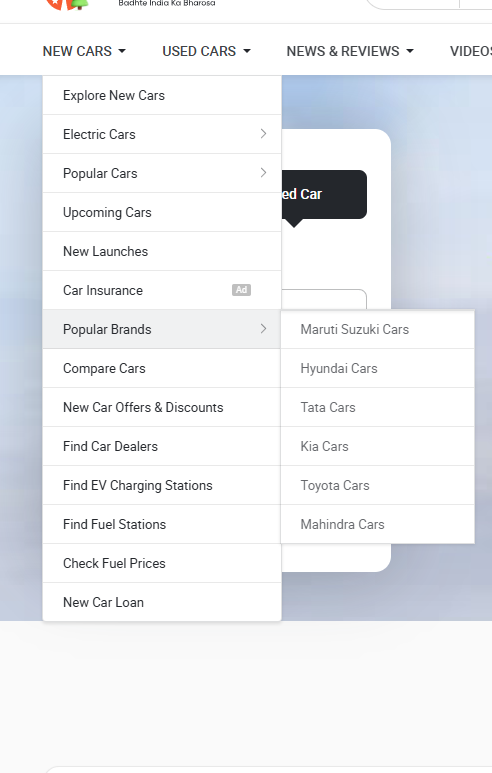 Badhte India Ka Bharosa
NEW CARS
USED CARS
NEWS & REVIEWS
VIDEOS
Explore New Cars
Electric Cars
Popular Cars
Upcoming Cars
New Launches
Car Insurance Ad
Popular Brands
Compare Cars
New Car Offers & Discounts
Find Car Dealers
Find EV Charging Stations
Find Fuel Stations
Check Fuel Prices
New Car Loan
ed Car
Maruti Suzuki Cars
Hyundai Cars
Tata Cars
Kia Cars
Toyota Cars
Mahindra Cars